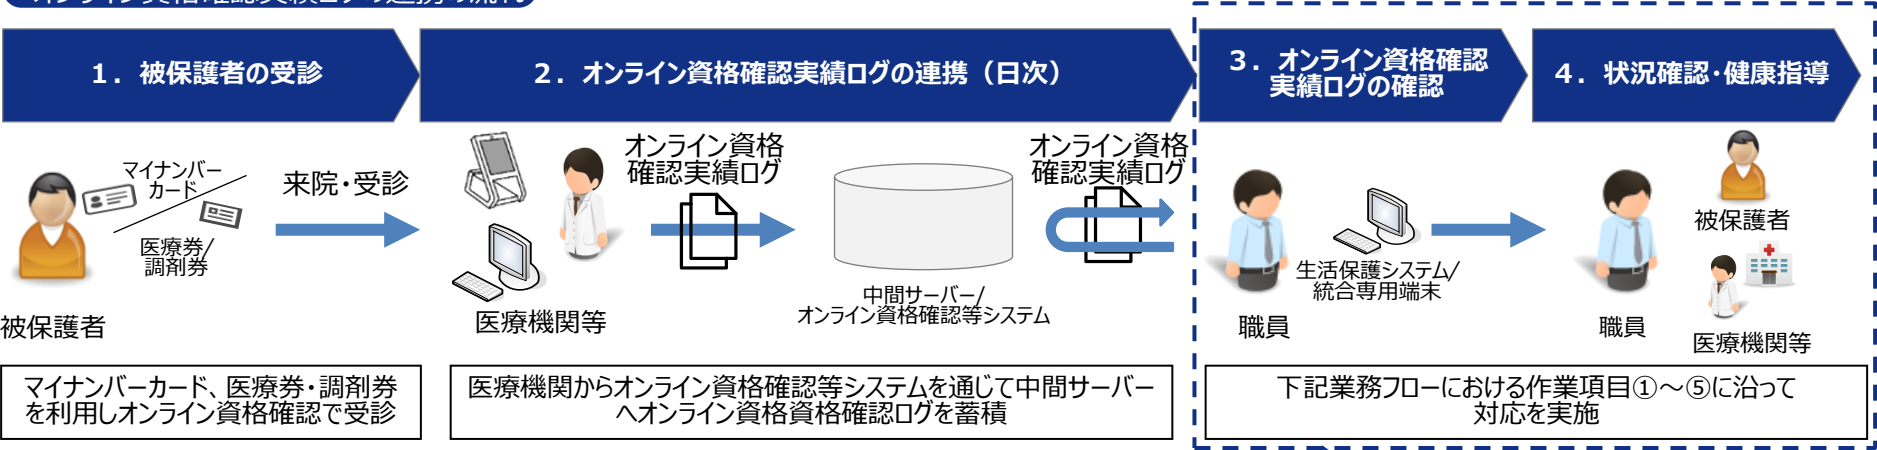 1．被保護者の受診
2．オンライン資格確認実績ログの連携（日次）
3．オンライン資格確認
実績ログの確認
4．状況確認・健康指導
マイナンバー
カード
医療券/
調剤券
来院・受診
被保護者
オンライン資格
確認実績ログ
医療機関等
中間サーバー/
オンライン資格確認等システム
オンライン資格
確認実績ログ
生活保護システム/
統合専用端末
職員
職員
被保護者
医療機関等
マイナンバーカード、医療券・調剤券
を利用しオンライン資格確認で受診
医療機関からオンライン資格確認等システムを通じて中間サーバー
へオンライン資格資格確認ログを蓄積
下記業務フローにおける作業項目①～⑤に沿って
対応を実施